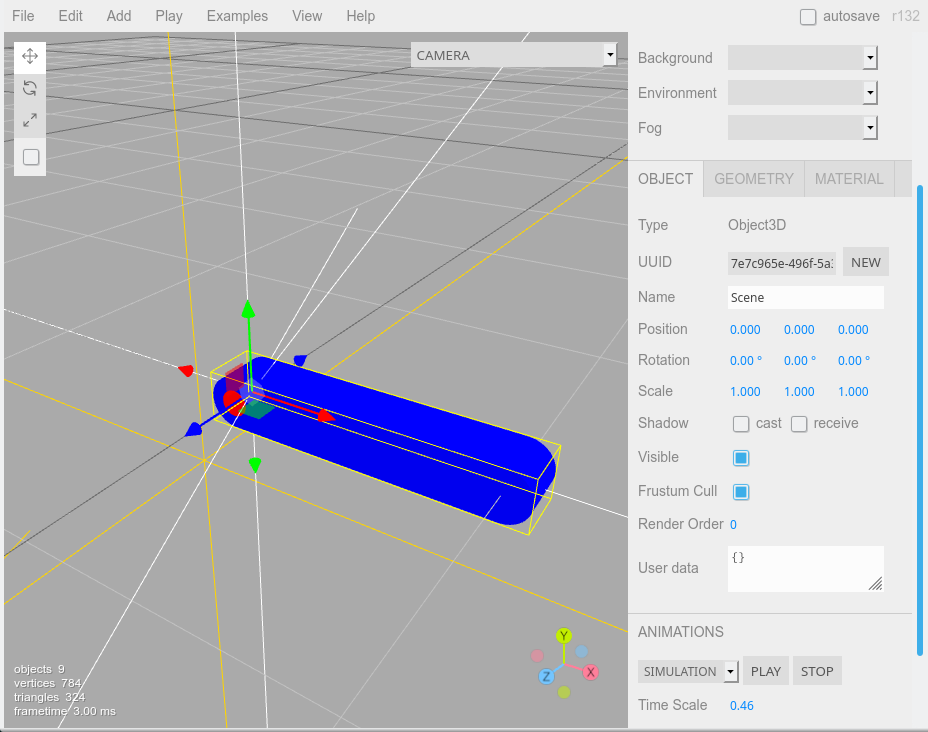 File Edit Add Play Examples View Help autosave r132
CAMERA
Background
Environment
Fog
OBJECT GEOMETRY MATERIAL
Type Object3D
UUID 7e7c965e-496f-5a NEW
Name Scene
Position 0.000 0.000 0.000
Rotation 0.00 ° 0.00 ° 0.00 °
Scale 1.000 1.000 1.000
Shadow cast receive
Visible
Frustum Cull
Render Order 0
User data {}
ANIMATIONS
SIMULATION PLAY STOP
Time Scale 0.46
Y
X
Z
objects 9
vertices 784
triangles 324
frametime 3.00 ms